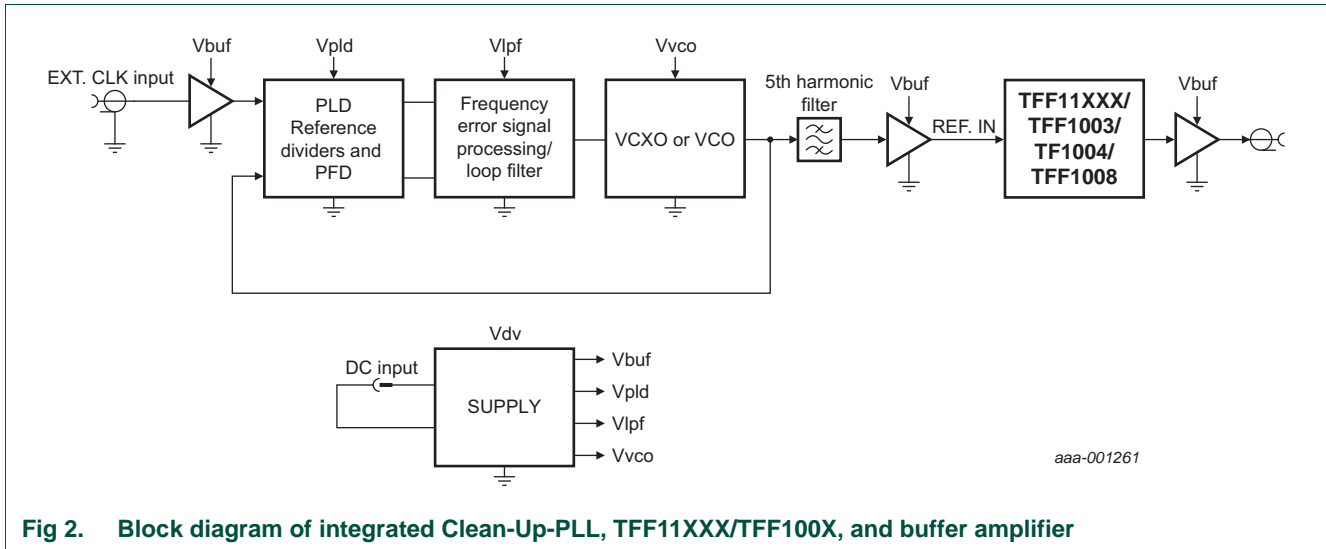 Vbuf
Vpld
Vlpf
Vvco
EXT. CLK input
5th harmonic
filter
Vbuf
Vbuf
PLD
Reference
dividers and
PFD
Frequency
error signal
processing/
loop filter
VCXO or VCO
REF. IN
TFF11XXX/
TFF1003/
TF1004/
TFF1008
Vdv
DC input
SUPPLY
Vbuf
Vpld
Vlpf
Vvco
aaa-001261
Fig 2. Block diagram of integrated Clean-Up-PLL, TFF11XXX/TFF100X, and buffer amplifier